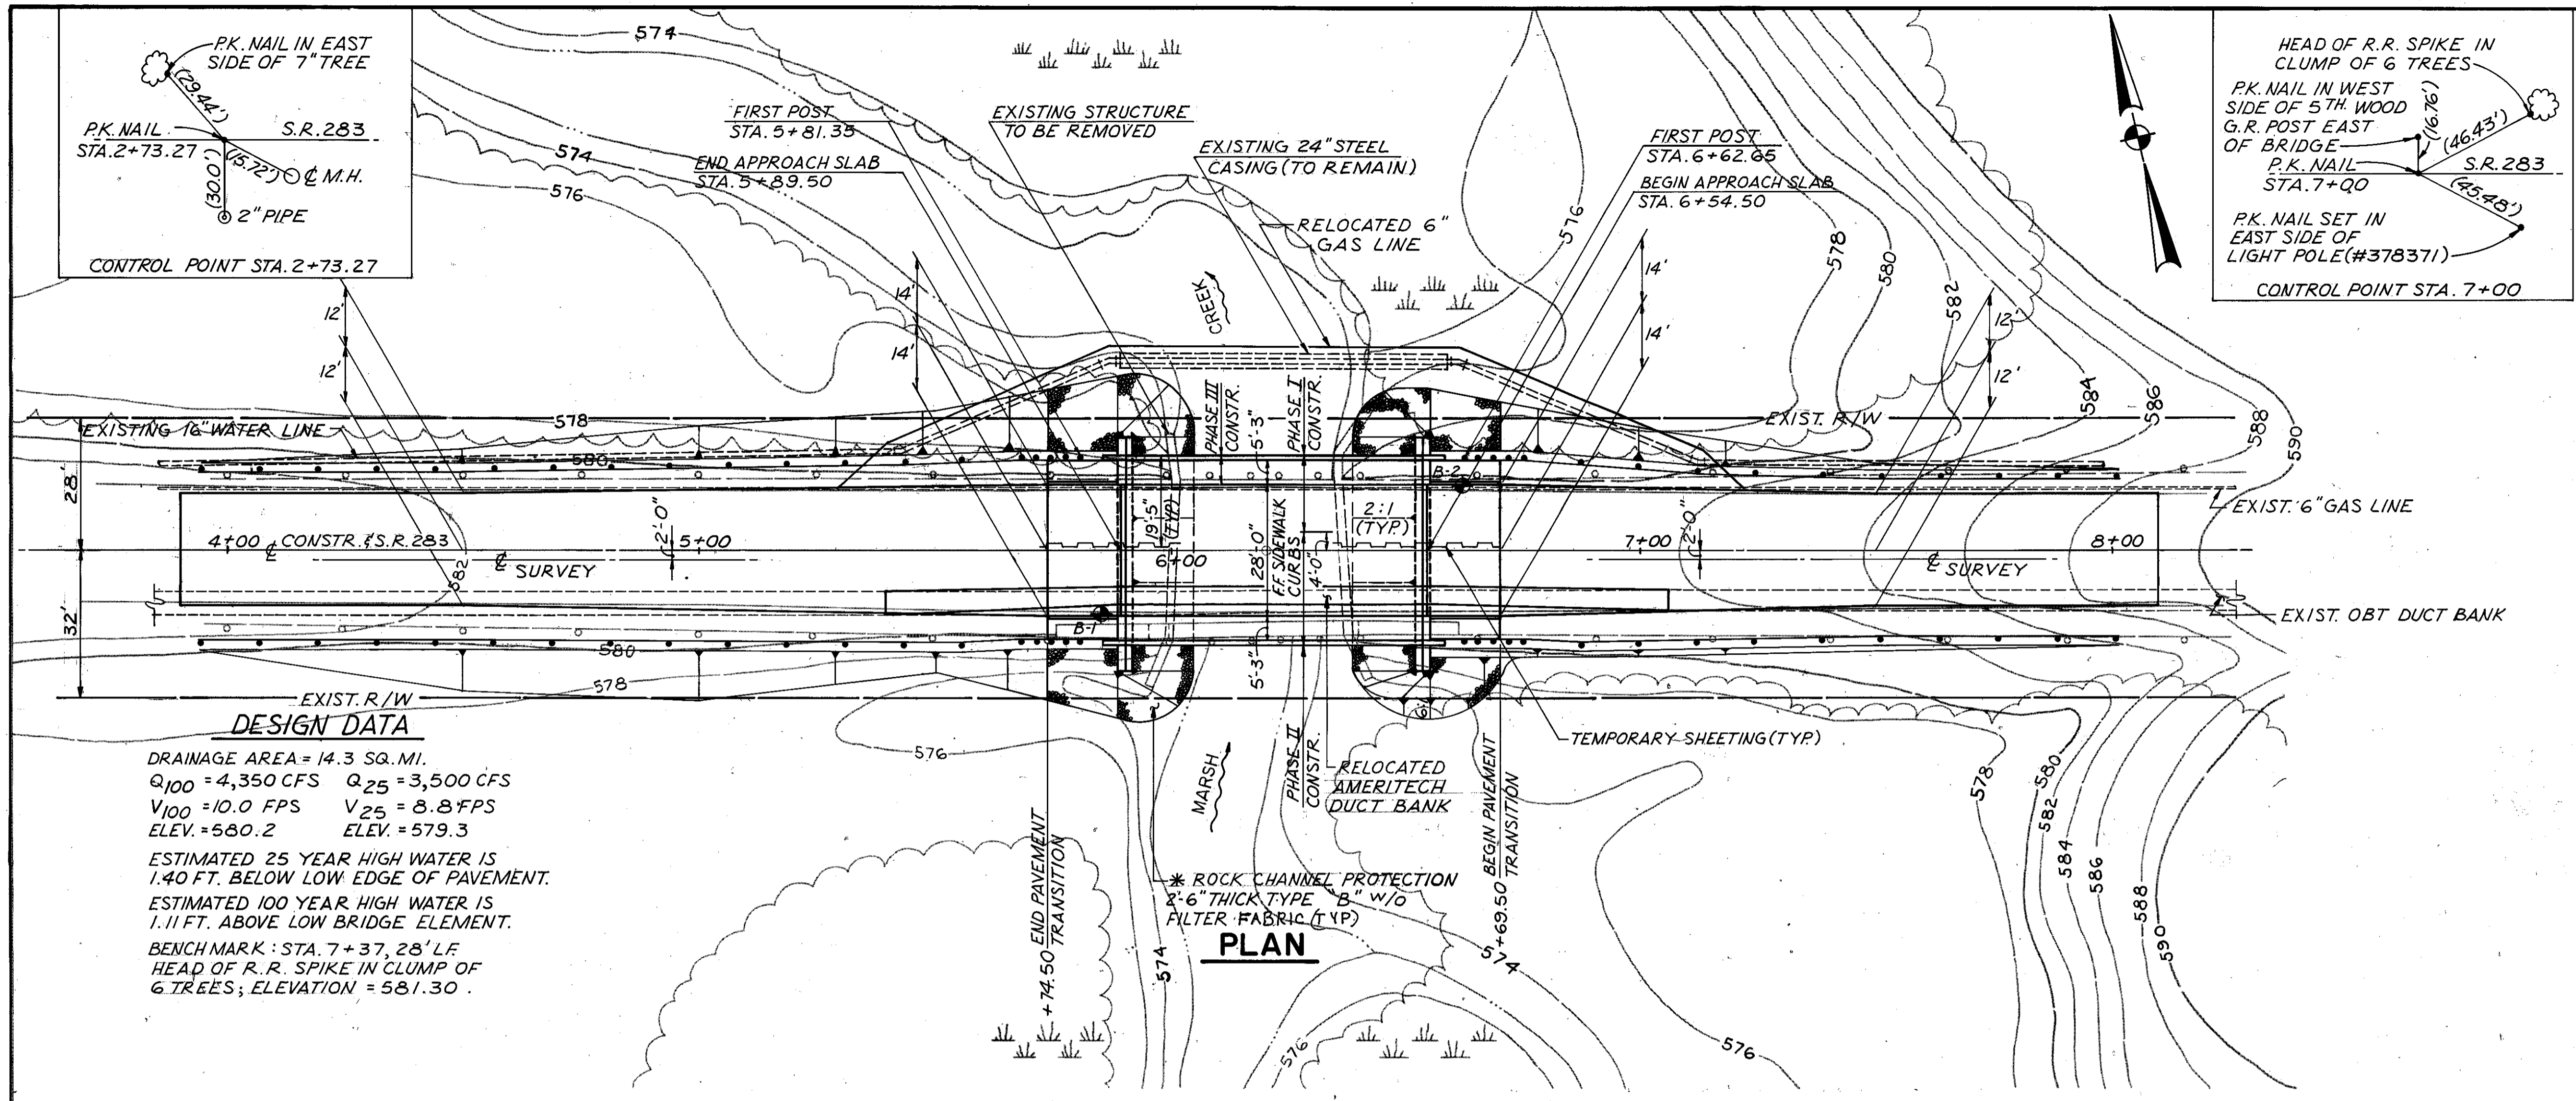 P.K. NAIL IN EAST
SIDE OF 7" TREE
(29.44')
P.K. NAIL
STA. 2+73.27
S.R. 283
(15.72')
℄ M.H.
(30.0')
2" PIPE
CONTROL POINT STA. 2+73.27
HEAD OF R.R. SPIKE IN
CLUMP OF 6 TREES
P.K. NAIL IN WEST
SIDE OF 5TH. WOOD
G.R. POST EAST
OF BRIDGE
(16.76')
(46.43')
P.K. NAIL
STA. 7+00
S.R. 283
(45.48')
P.K. NAIL SET IN
EAST SIDE OF
LIGHT POLE (#378371)
CONTROL POINT STA. 7+00
574
574
576
FIRST POST
STA. 5+81.35
END APPROACH SLAB
STA. 5+89.50
EXISTING STRUCTURE
TO BE REMOVED
EXISTING 24" STEEL
CASING (TO REMAIN)
RELOCATED 6"
GAS LINE
FIRST POST
STA. 6+62.65
BEGIN APPROACH SLAB
STA. 6+54.50
576
578
580
582
584
586
588
590
12'
12'
14'
14'
14'
14'
12'
12'
CREEK
PHASE III
CONSTR.
5'-3"
PHASE I
CONSTR.
EXISTING 16" WATER LINE
578
580
EXIST. R/W
B-2
28'
32'
EXIST. 6" GAS LINE
4+00
℄ CONSTR. & S.R. 283
2'-0"
5+00
19'-5"
(TYP.)
6+00
28'-0"
F.F. SIDEWALK
CURBS
4'-0"
2:1
(TYP.)
7+00
2'-0"
8+00
582
℄ SURVEY
℄ SURVEY
EXIST. OBT DUCT BANK
B-1
580
578
5'-3"
6:1
EXIST. R/W
576
MARSH
PHASE II
CONSTR.
RELOCATED
AMERITECH
DUCT BANK
TEMPORARY SHEETING (TYP.)
578
580
582
584
586
588
590
DESIGN DATA
DRAINAGE AREA = 14.3 SQ. MI.
Q100 = 4,350 CFS Q25 = 3,500 CFS
V100 = 10.0 FPS V25 = 8.8 FPS
ELEV. = 580.2 ELEV. = 579.3
ESTIMATED 25 YEAR HIGH WATER IS
1.40 FT. BELOW LOW EDGE OF PAVEMENT.
ESTIMATED 100 YEAR HIGH WATER IS
1.11 FT. ABOVE LOW BRIDGE ELEMENT.
BENCH MARK: STA. 7+37, 28' LF.
HEAD OF R.R. SPIKE IN CLUMP OF
6 TREES; ELEVATION = 581.30.
+74.50 END PAVEMENT
TRANSITION
* ROCK CHANNEL PROTECTION
2'-6" THICK TYPE "B" W/O
FILTER FABRIC (TYP)
+69.50 BEGIN PAVEMENT
TRANSITION
PLAN
574
574
576
576